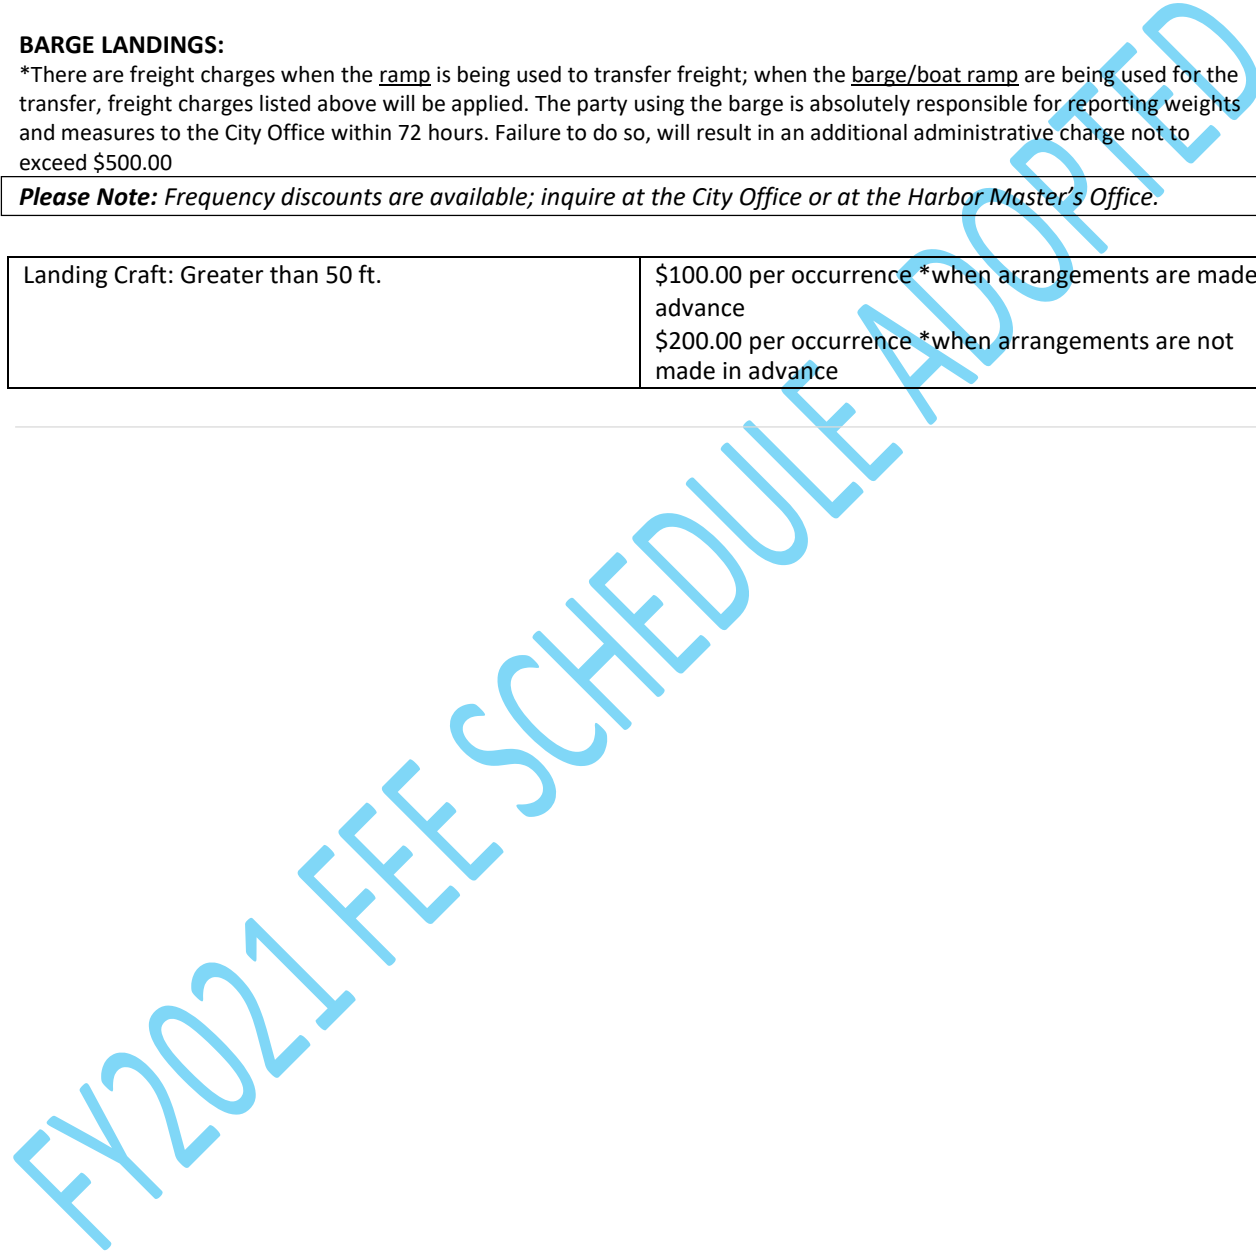 BARGE LANDINGS:
*There are freight charges when the ramp is being used to transfer freight; when the barge/boat ramp are being used for the
transfer, freight charges listed above will be applied. The party using the barge is absolutely responsible for reporting weights
and measures to the City Office within 72 hours. Failure to do so, will result in an additional administrative charge not to
exceed $500.00
Please Note: Frequency discounts are available; inquire at the City Office or at the Harbor Master’s Office.
Landing Craft: Greater than 50 ft.
$100.00 per occurrence *when arrangements are made
advance
$200.00 per occurrence *when arrangements are not
made in advance
FY2021 FEE SCHEDULE ADOPTED